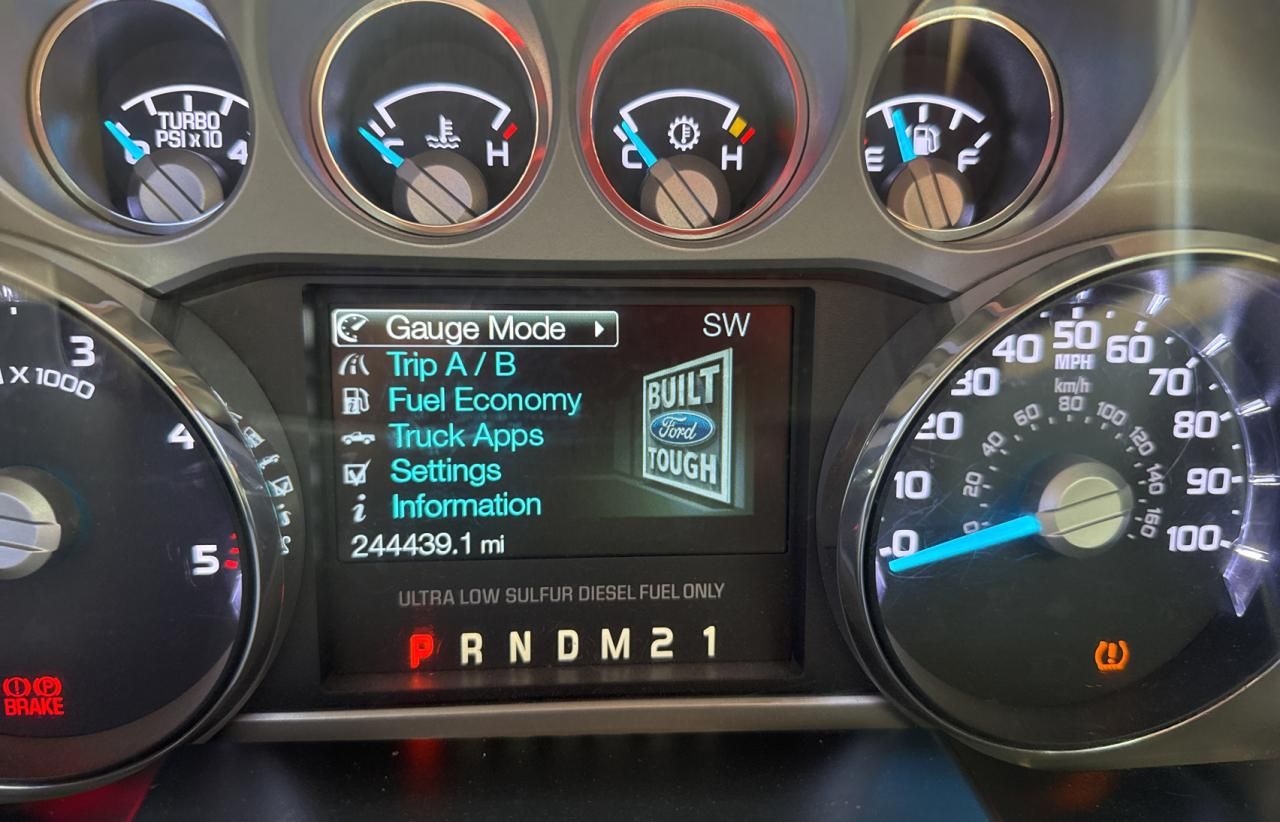 TURBO
PSI x 10
0 4
C H
C H
E F
Gauge Mode
SW
Trip A / B
Fuel Economy
Truck Apps
Settings
Information
244439.1 mi
BUILT
Ford
TOUGH
ULTRA LOW SULFUR DIESEL FUEL ONLY
P R N D M 2 1
3
X 1000
4
5
BRAKE
0 10 20 30 40 50 60 70 80 90 100
MPH
km/h
0 20 40 60 80 100 120 140 160